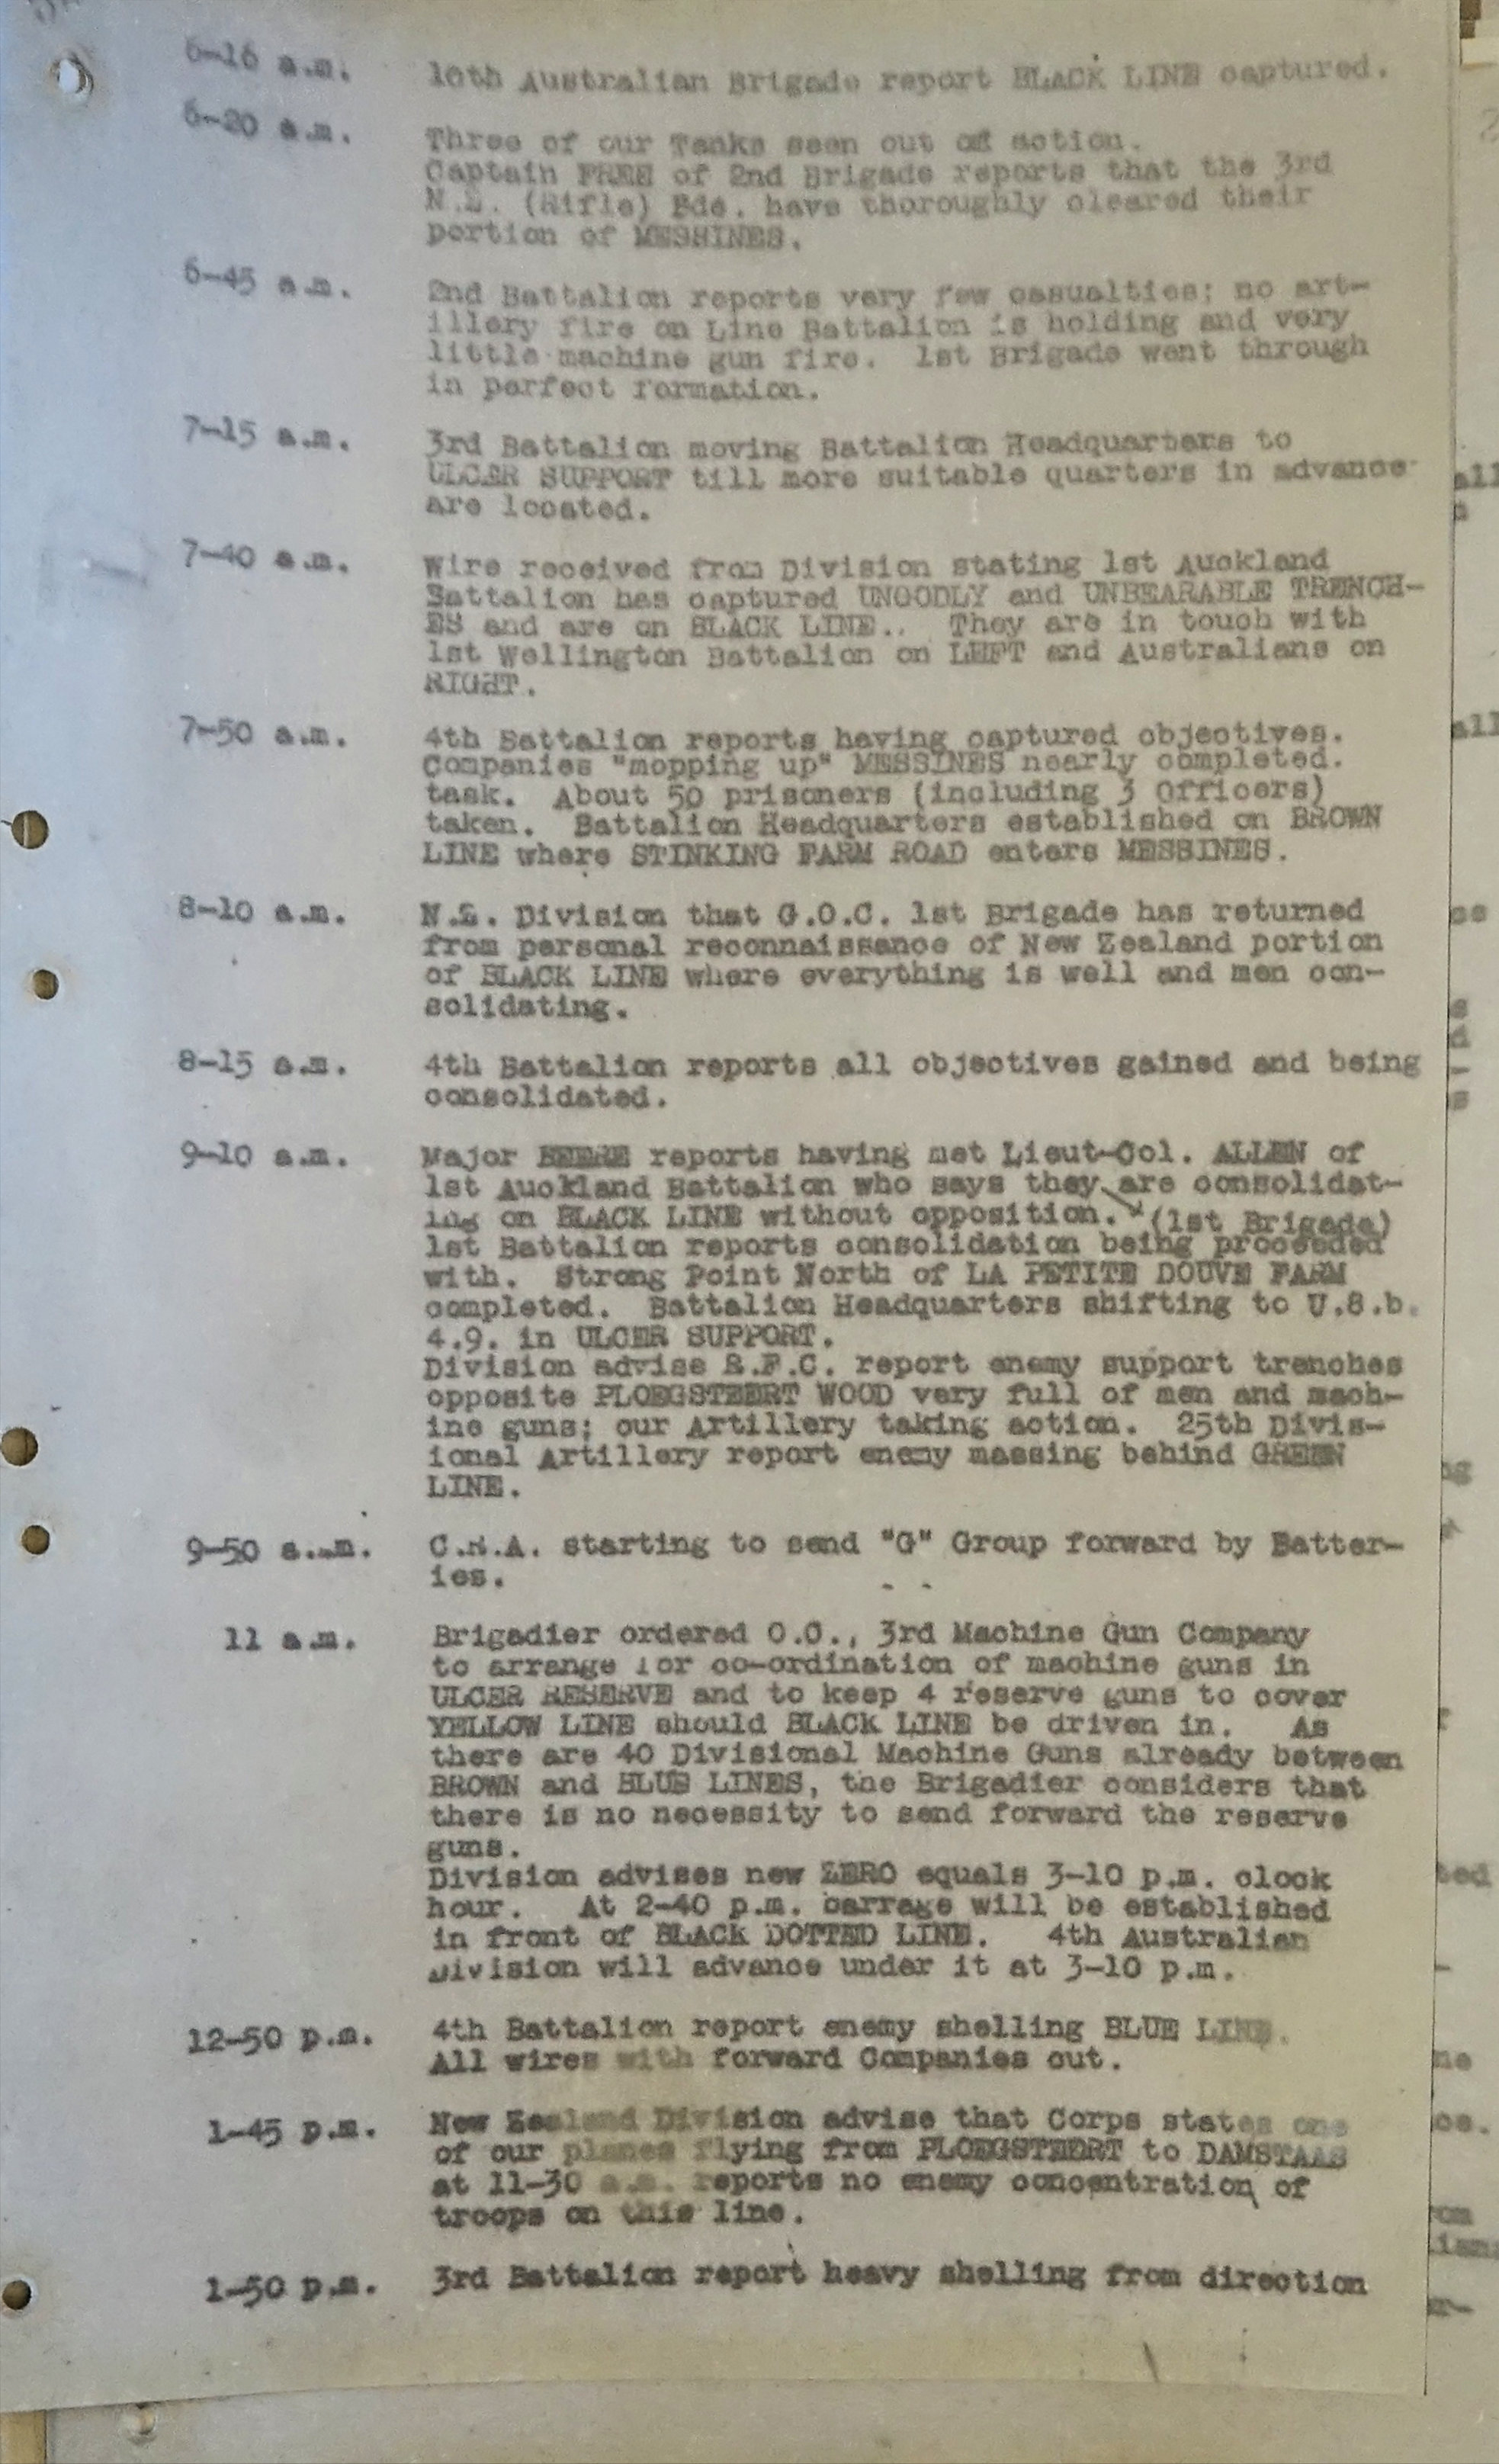 6-16 a.m. 10th Australian Brigade report BLACK LINE captured.
6-20 a.m. Three of our Tanks seen out of action.
Captain FREE of 2nd Brigade reports that the 3rd
N.Z. (Rifle) Bde. have thoroughly cleared their
portion of MESSINES.
6-45 a.m. 2nd Battalion reports very few casualties; no art-
illery fire on Line Battalion is holding and very
little machine gun fire. 1st Brigade went through
in perfect formation.
7-15 a.m. 3rd Battalion moving Battalion Headquarters to
ULCER SUPPORT till more suitable quarters in advance
are located.
7-40 a.m. Wire received from Division stating 1st Auckland
Battalion has captured UNGODLY and UNBEARABLE TRENCH-
ES and are on BLACK LINE.. They are in touch with
1st Wellington Battalion on LEFT and Australians on
RIGHT.
7-50 a.m. 4th Battalion reports having captured objectives.
Companies "mopping up" MESSINES nearly completed.
task. About 50 prisoners (including 3 Officers)
taken. Battalion Headquarters established on BROWN
LINE where STINKING FARM ROAD enters MESSINES.
8-10 a.m. N.Z. Division that G.O.C. 1st Brigade has returned
from personal reconnaissance of New Zealand portion
of BLACK LINE where everything is well and men con-
solidating.
8-15 a.m. 4th Battalion reports all objectives gained and being
consolidated.
9-10 a.m. Major BEERE reports having met Lieut-Col. ALLEN of
1st Auckland Battalion who says they are consolidat-
ing on BLACK LINE without opposition. (1st Brigade)
1st Battalion reports consolidation being proceeded
with. Strong Point North of LA PETITE DOUVE FARM
completed. Battalion Headquarters shifting to U.8.b.
4.9. in ULCER SUPPORT.
Division advise R.F.C. report enemy support trenches
opposite PLOEGSTEERT WOOD very full of men and mach-
ine guns; our Artillery taking action. 25th Divis-
ional Artillery report enemy massing behind GREEN
LINE.
9-50 a.m. C.R.A. starting to send "G" Group forward by Batter-
ies.
11 a.m. Brigadier ordered O.C., 3rd Machine Gun Company
to arrange for co-ordination of machine guns in
ULCER RESERVE and to keep 4 reserve guns to cover
YELLOW LINE should BLACK LINE be driven in. As
there are 40 Divisional Machine Guns already between
BROWN and BLUE LINES, the Brigadier considers that
there is no necessity to send forward the reserve
guns.
Division advises new ZERO equals 3-10 p.m. clock
hour. At 2-40 p.m. barrage will be established
in front of BLACK DOTTED LINE. 4th Australian
Division will advance under it at 3-10 p.m.
12-50 p.m. 4th Battalion report enemy shelling BLUE LINE.
All wires with forward Companies out.
1-45 p.m. New Zealand Division advise that Corps states one
of our planes flying from PLOEGSTEERT to DAMSTAAS
at 11-30 a.m. reports no enemy concentration of
troops on this line.
1-50 p.m. 3rd Battalion report heavy shelling from direction